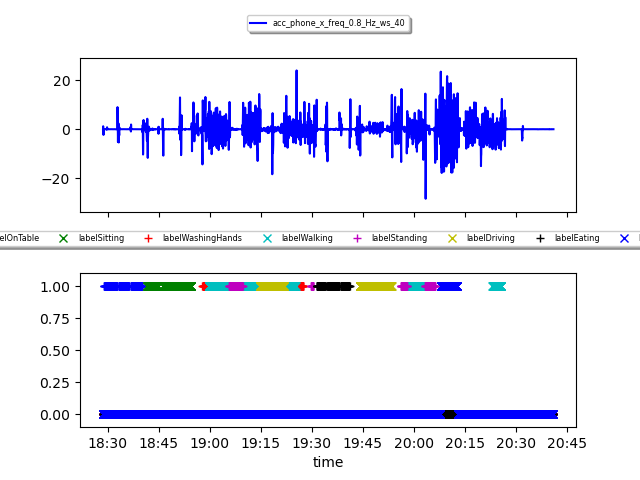 acc_phone_x_freq_0.8_Hz_ws_40
20
0
−20
elOnTable labelSitting labelWashingHands labelWalking labelStanding labelDriving labelEating
1.00
0.75
0.50
0.25
0.00
18:30 18:45 19:00 19:15 19:30 19:45 20:00 20:15 20:30 20:45
time